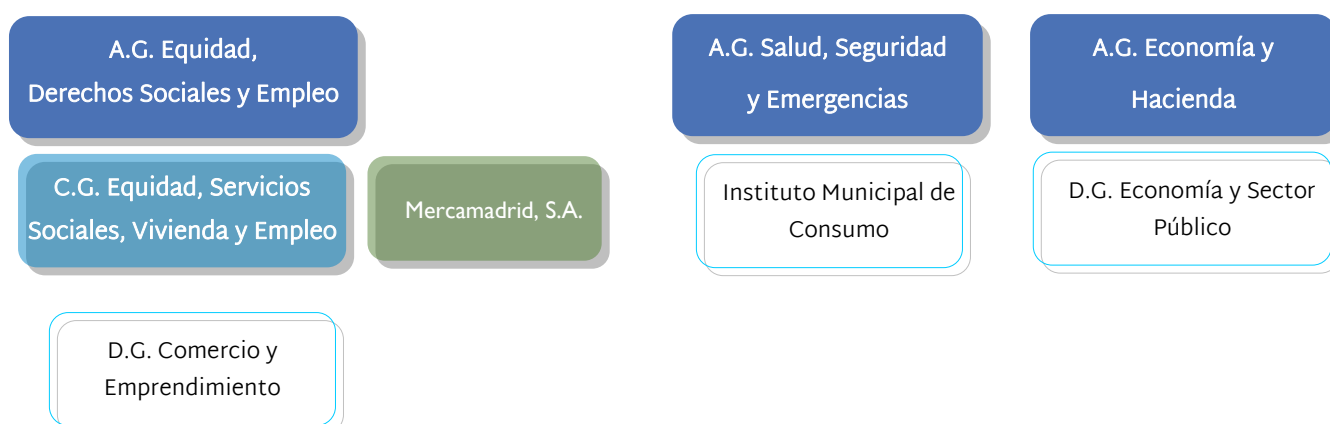 A.G. Equidad,
Derechos Sociales y Empleo
C.G. Equidad, Servicios
Sociales, Vivienda y Empleo
Mercamadrid, S.A.
D.G. Comercio y
Emprendimiento
A.G. Salud, Seguridad
y Emergencias
Instituto Municipal de
Consumo
A.G. Economía y
Hacienda
D.G. Economía y Sector
Público